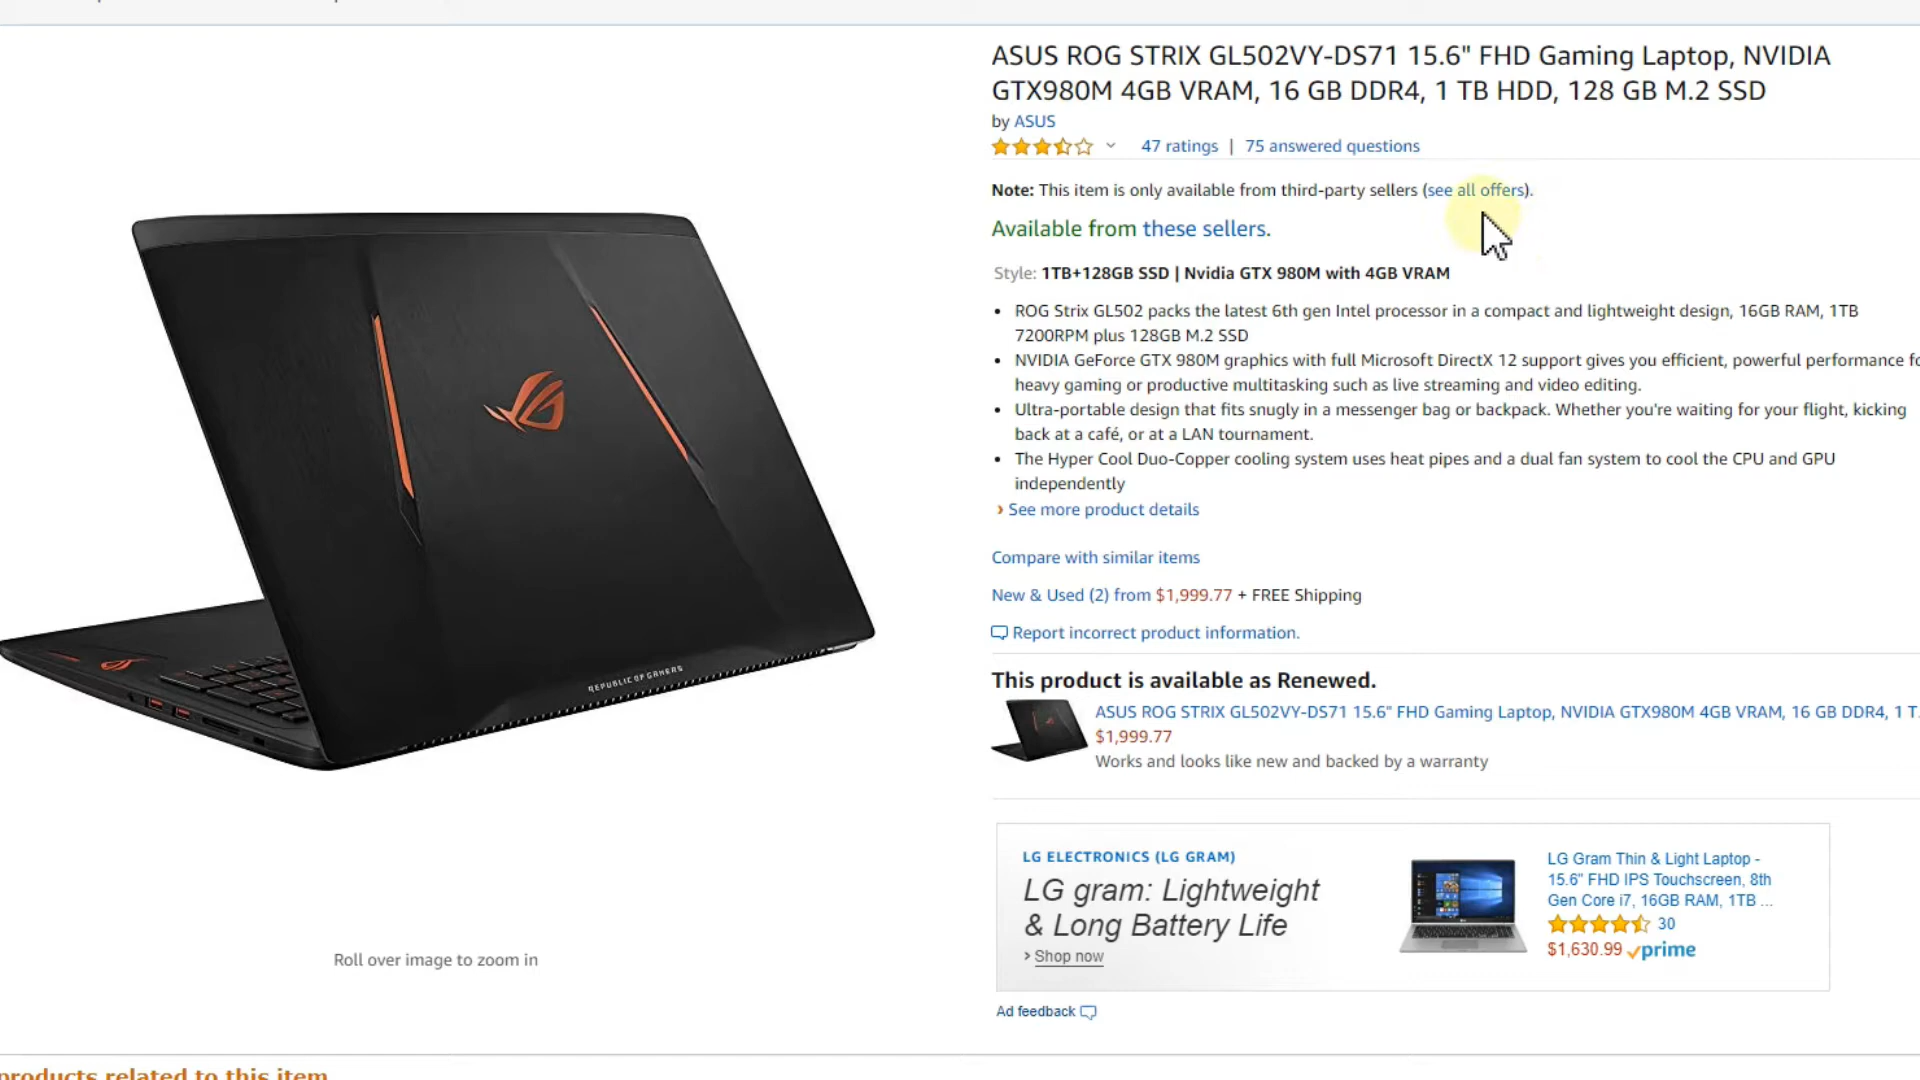 ASUS ROG STRIX GL502VY-DS71 15.6" FHD Gaming Laptop, NVIDIA
GTX980M 4GB VRAM, 16 GB DDR4, 1 TB HDD, 128 GB M.2 SSD
by ASUS
47 ratings | 75 answered questions
Note: This item is only available from third-party sellers (see all offers).
Available from these sellers.
Style: 1TB+128GB SSD | Nvidia GTX 980M with 4GB VRAM
• ROG Strix GL502 packs the latest 6th gen Intel processor in a compact and lightweight design, 16GB RAM, 1TB
7200RPM plus 128GB M.2 SSD
• NVIDIA GeForce GTX 980M graphics with full Microsoft DirectX 12 support gives you efficient, powerful performance fo
heavy gaming or productive multitasking such as live streaming and video editing.
• Ultra-portable design that fits snugly in a messenger bag or backpack. Whether you're waiting for your flight, kicking
back at a café, or at a LAN tournament.
• The Hyper Cool Duo-Copper cooling system uses heat pipes and a dual fan system to cool the CPU and GPU
independently
› See more product details
Compare with similar items
New & Used (2) from $1,999.77 + FREE Shipping
Report incorrect product information.
This product is available as Renewed.
ASUS ROG STRIX GL502VY-DS71 15.6" FHD Gaming Laptop, NVIDIA GTX980M 4GB VRAM, 16 GB DDR4, 1 T...
$1,999.77
Works and looks like new and backed by a warranty
LG ELECTRONICS (LG GRAM)
LG gram: Lightweight
& Long Battery Life
› Shop now
LG Gram Thin & Light Laptop -
15.6" FHD IPS Touchscreen, 8th
Gen Core i7, 16GB RAM, 1TB ...
30
$1,630.99 prime
Ad feedback
REPUBLIC OF GAMERS
Roll over image to zoom in
products related to this item